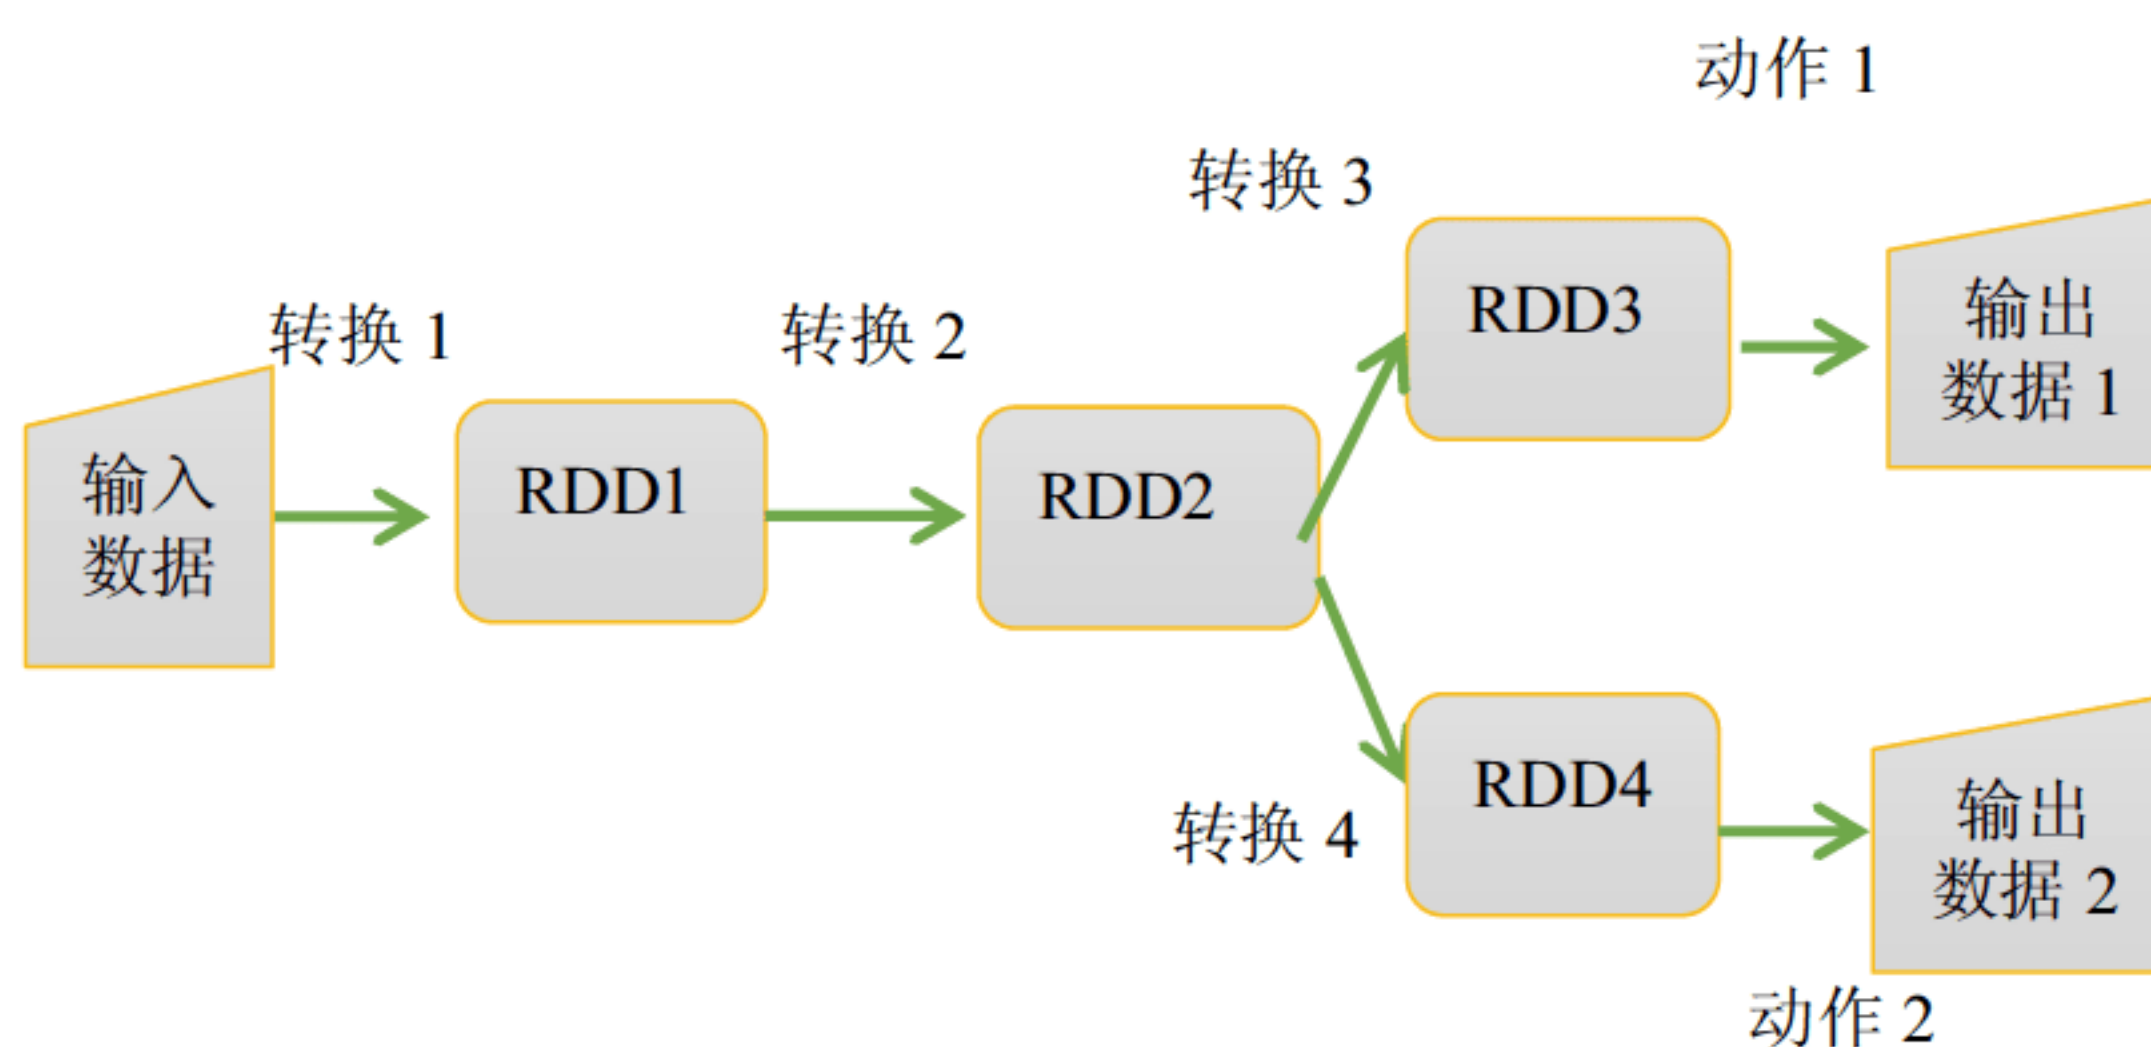 动作 1
转换 3
转换 1
转换 2
RDD3
输出
数据 1
输入
数据
RDD1
RDD2
RDD4
转换 4
输出
数据 2
动作 2